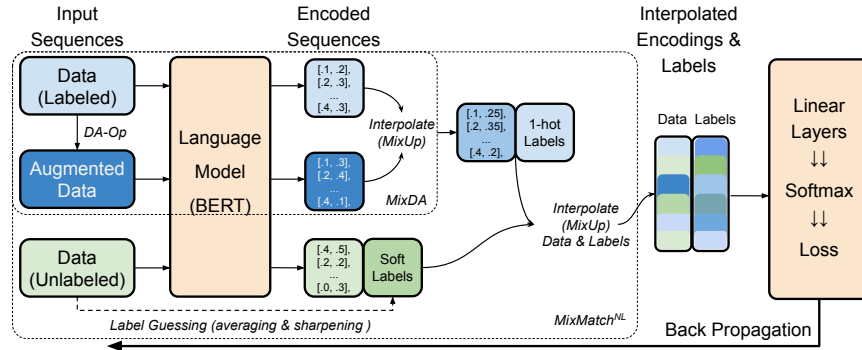 Input
Sequences
Encoded
Sequences
Interpolated
Encodings &
Labels
Data
(Labeled)
DA-Op
Augmented
Data
Data
(Unlabeled)
Language
Model
(BERT)
[.1, .2],
[.2, .3],
...
[.4, .3],
Interpolate
(MixUp)
[.1, .3],
[.2, .4],
...
[.4, .1],
MixDA
[.4, .5],
[.2, .2],
...
[.0, .3],
Soft
Labels
[.1, .25],
[.2, .35],
...
[.4, .2],
1-hot
Labels
Interpolate
(MixUp)
Data & Labels
Label Guessing (averaging & sharpening )
MixMatchᴺᴸ
Data
Labels
Linear
Layers
↓↓
Softmax
↓↓
Loss
Back Propagation